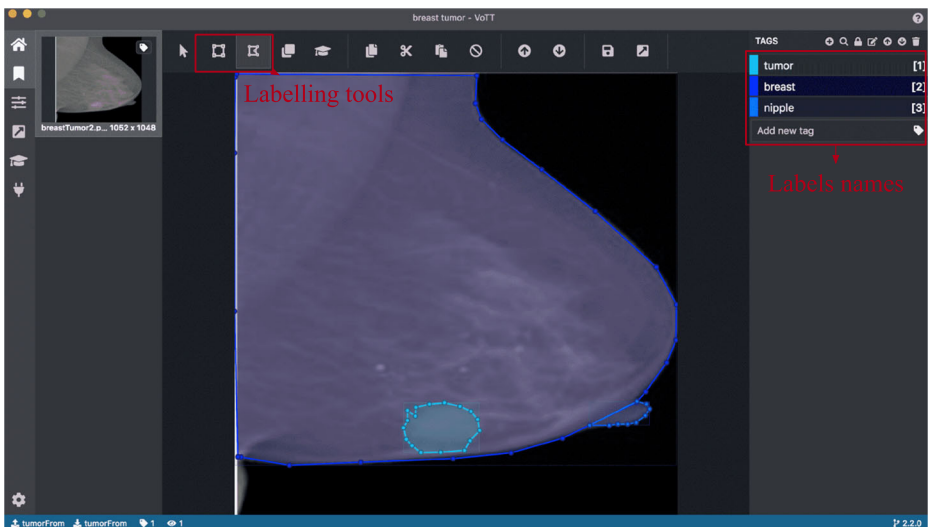 breast tumor - VoTT
TAGS
tumor [1]
breast [2]
nipple [3]
Add new tag
Labelling tools
Labels names
breastTumor2.p... 1052 x 1048
tumorFrom tumorFrom 1 1
2.2.0